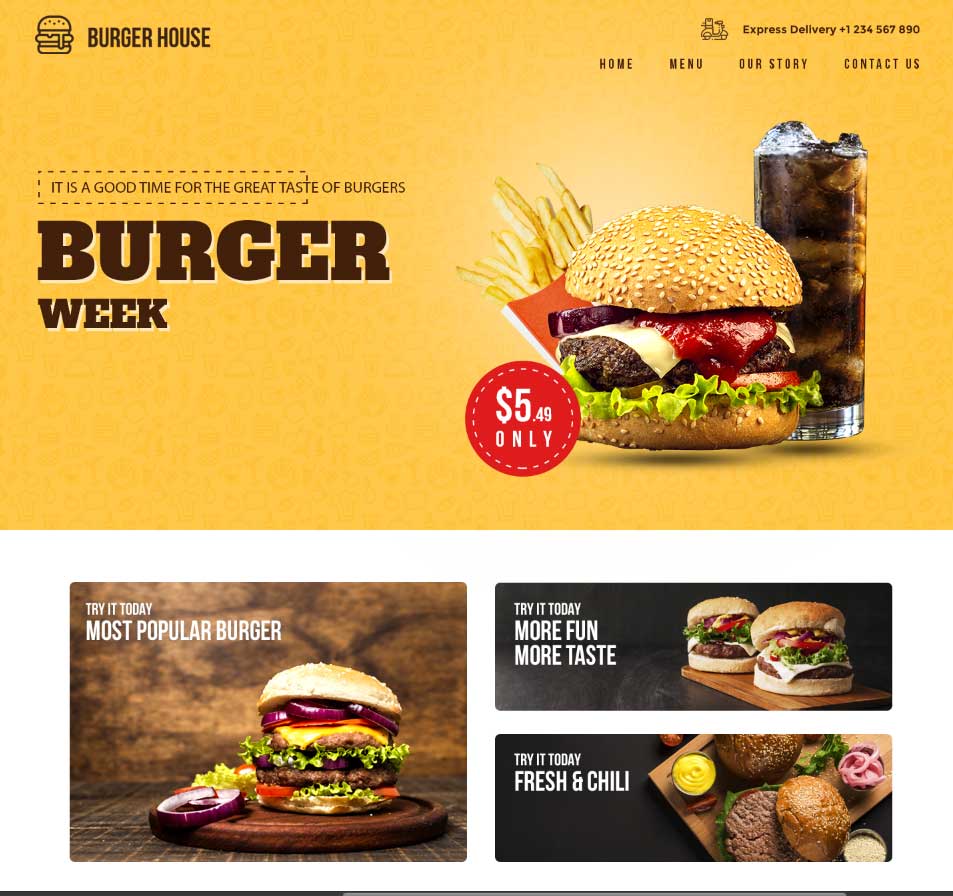 BURGER HOUSE
Express Delivery +1 234 567 890
HOME MENU OUR STORY CONTACT US
IT IS A GOOD TIME FOR THE GREAT TASTE OF BURGERS
BURGER
WEEK
$5.49
ONLY
TRY IT TODAY
MOST POPULAR BURGER
TRY IT TODAY
MORE FUN
MORE TASTE
TRY IT TODAY
FRESH & CHILI